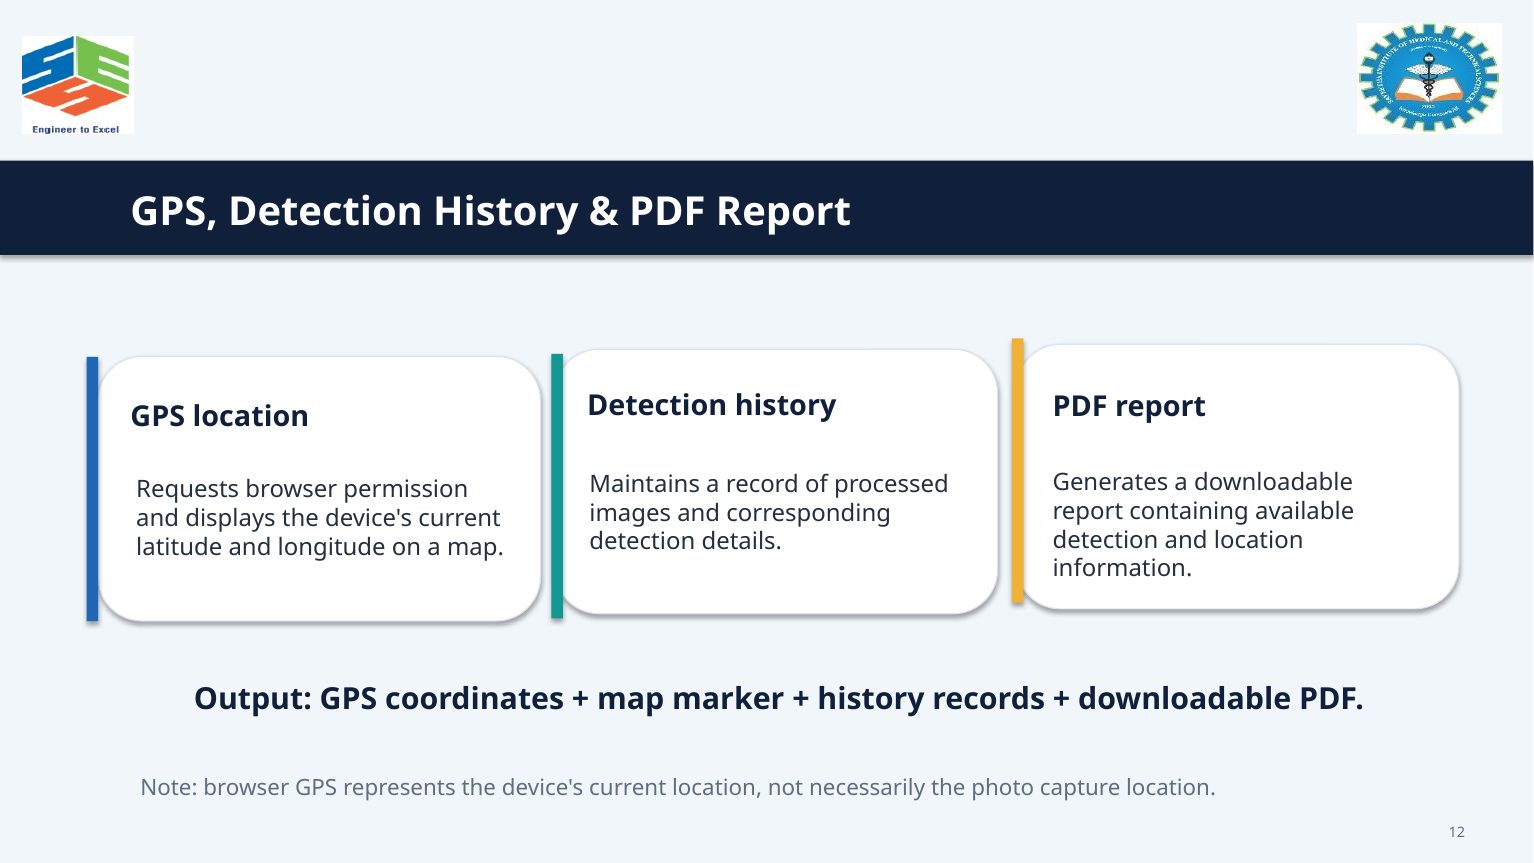 Engineer to Excel
GPS, Detection History & PDF Report
GPS location
Requests browser permission
and displays the device's current
latitude and longitude on a map.
Detection history
Maintains a record of processed
images and corresponding
detection details.
PDF report
Generates a downloadable
report containing available
detection and location
information.
Output: GPS coordinates + map marker + history records + downloadable PDF.
Note: browser GPS represents the device's current location, not necessarily the photo capture location.
12